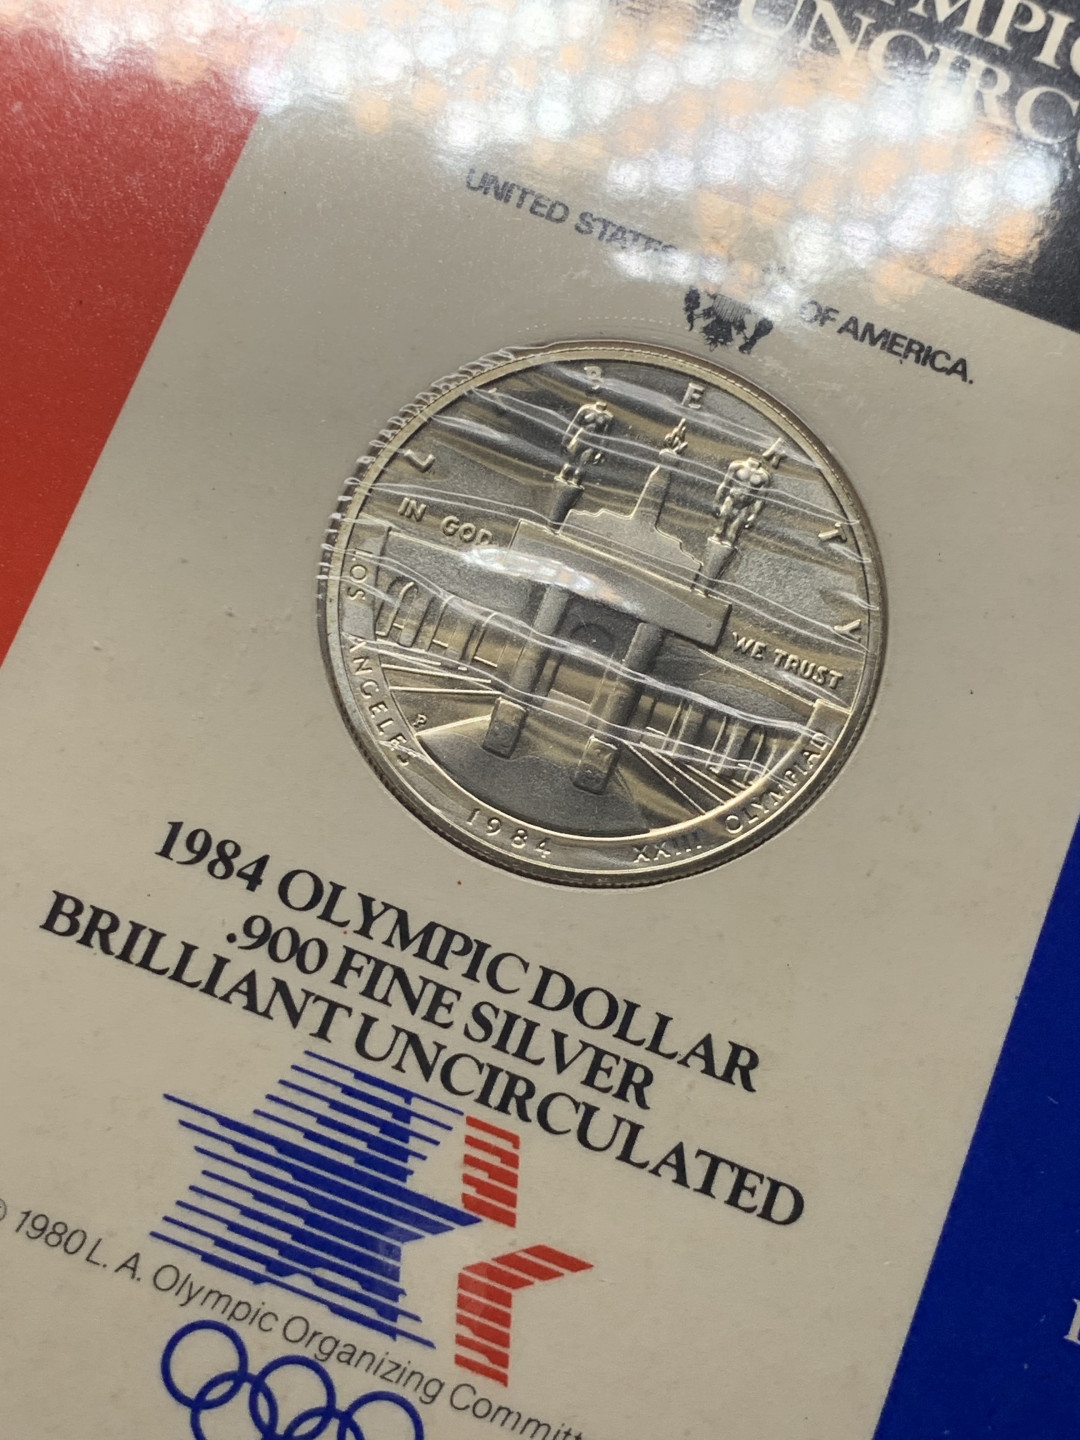 UNCIRC
UNITED STATES
OF AMERICA.
L B E R T Y
IN GOD
WE TRUST
LOS ANGELES
P
1984
XXIII OLYMPIAD
1984 OLYMPIC DOLLAR
.900 FINE SILVER
BRILLIANT UNCIRCULATED
© 1980 L. A. Olympic Organizing Committ